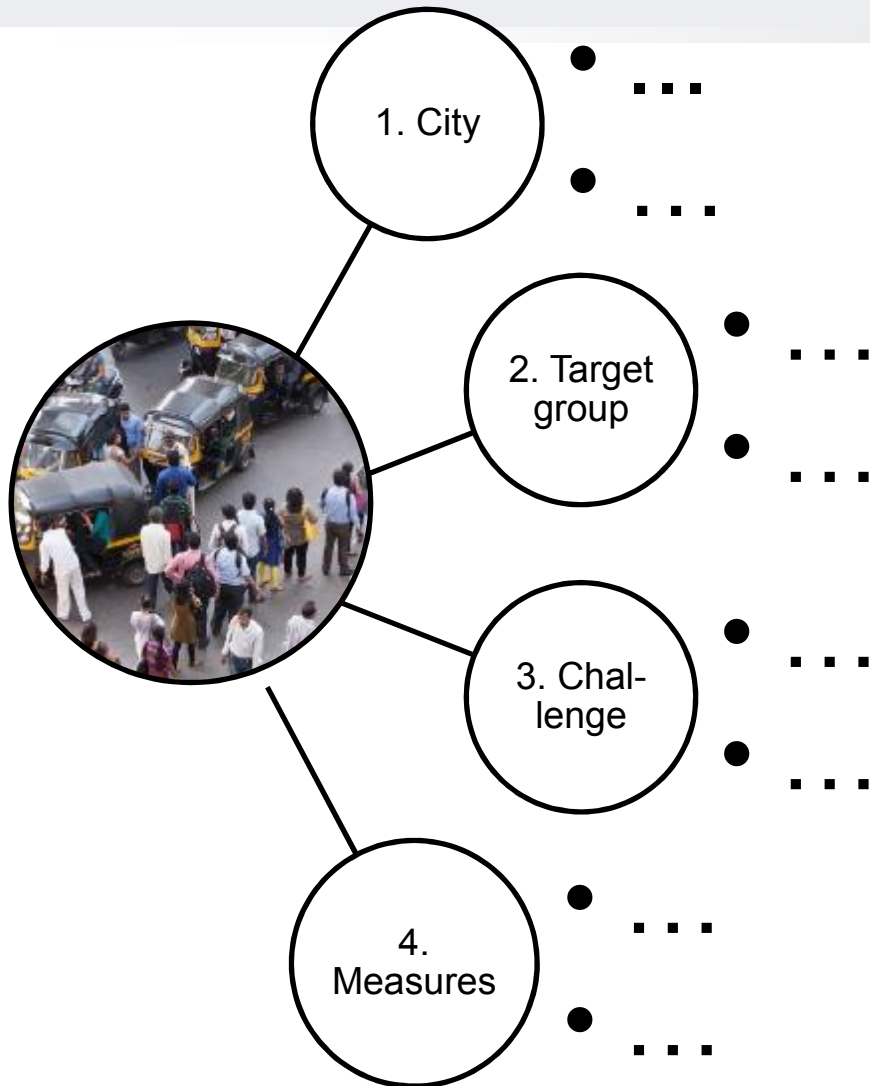 1. City
• ...
• ...
2. Target
group
• ...
• ...
3. Chal-
lenge
• ...
• ...
4.
Measures
• ...
• ...